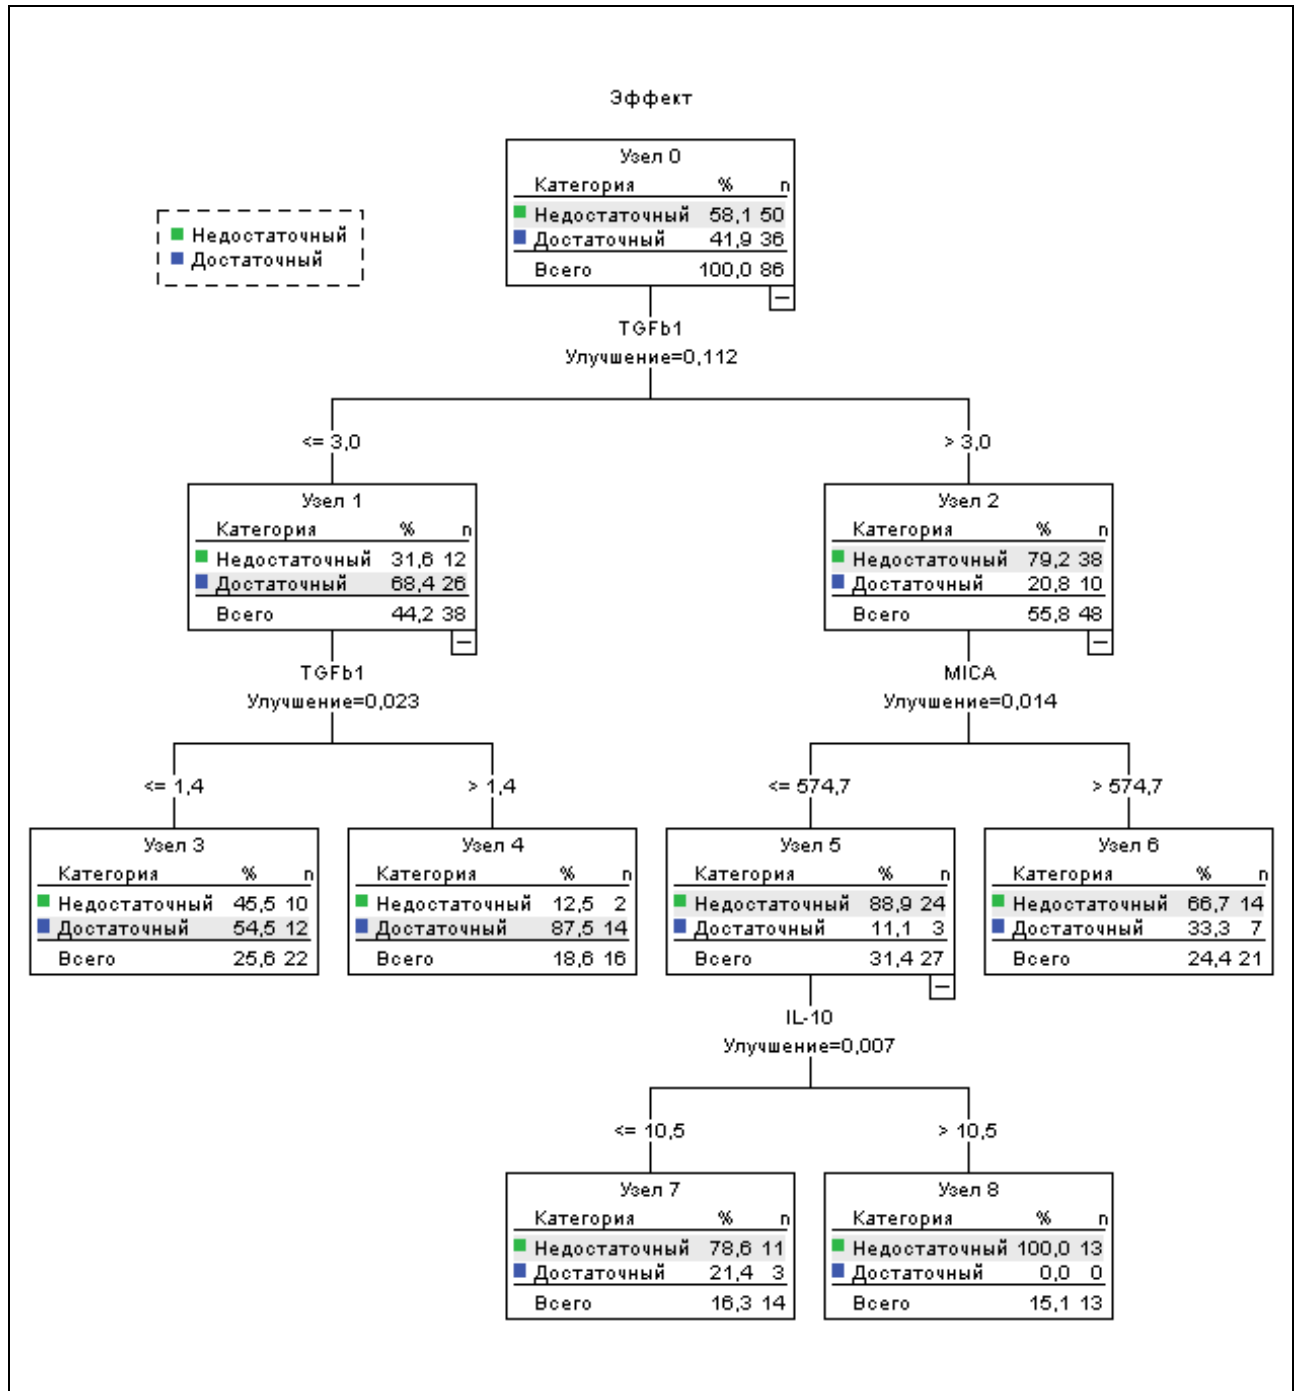 Эффект
Узел 0
Категория % n
Недостаточный 58,1 50
Достаточный 41,9 36
Всего 100,0 86
Недостаточный
Достаточный
TGFb1
Улучшение=0,112
<= 3,0
> 3,0
Узел 1
Категория % n
Недостаточный 31,6 12
Достаточный 68,4 26
Всего 44,2 38
Узел 2
Категория % n
Недостаточный 79,2 38
Достаточный 20,8 10
Всего 55,8 48
TGFb1
Улучшение=0,023
MICA
Улучшение=0,014
<= 1,4
> 1,4
<= 574,7
> 574,7
Узел 3
Категория % n
Недостаточный 45,5 10
Достаточный 54,5 12
Всего 25,6 22
Узел 4
Категория % n
Недостаточный 12,5 2
Достаточный 87,5 14
Всего 18,6 16
Узел 5
Категория % n
Недостаточный 88,9 24
Достаточный 11,1 3
Всего 31,4 27
Узел 6
Категория % n
Недостаточный 66,7 14
Достаточный 33,3 7
Всего 24,4 21
IL-10
Улучшение=0,007
<= 10,5
> 10,5
Узел 7
Категория % n
Недостаточный 78,6 11
Достаточный 21,4 3
Всего 16,3 14
Узел 8
Категория % n
Недостаточный 100,0 13
Достаточный 0,0 0
Всего 15,1 13